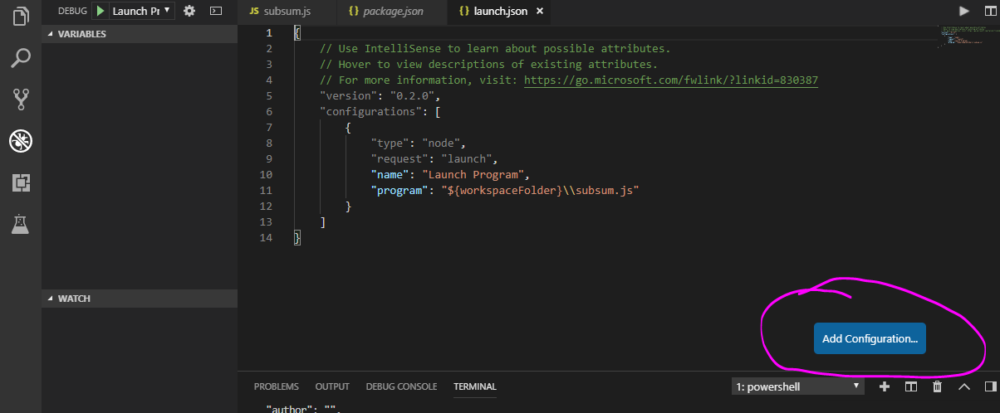 DEBUG Launch Pr
JS subsum.js {} package.json {} launch.json ×
VARIABLES
WATCH
1 {
2 // Use IntelliSense to learn about possible attributes.
3 // Hover to view descriptions of existing attributes.
4 // For more information, visit: https://go.microsoft.com/fwlink/?linkid=830387
5 "version": "0.2.0",
6 "configurations": [
7 {
8 "type": "node",
9 "request": "launch",
10 "name": "Launch Program",
11 "program": "${workspaceFolder}\\subsum.js"
12 }
13 ]
14 }
Add Configuration...
PROBLEMS OUTPUT DEBUG CONSOLE TERMINAL 1: powershell
"author": "",